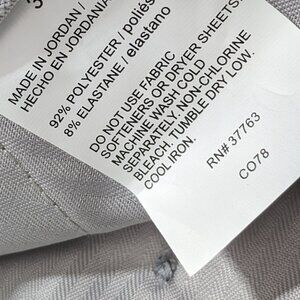 MADE IN JORDAN /
HECHO EN JORDANIA
92% POLYESTER /
8% ELASTANE / elastano
DO NOT USE FABRIC
SOFTENERS OR DRYER SHEETS.
MACHINE WASH COLD
SEPARATELY. NON-CHLORINE
BLEACH. TUMBLE DRY LOW.
COOL IRON.
RN# 37763
CO78